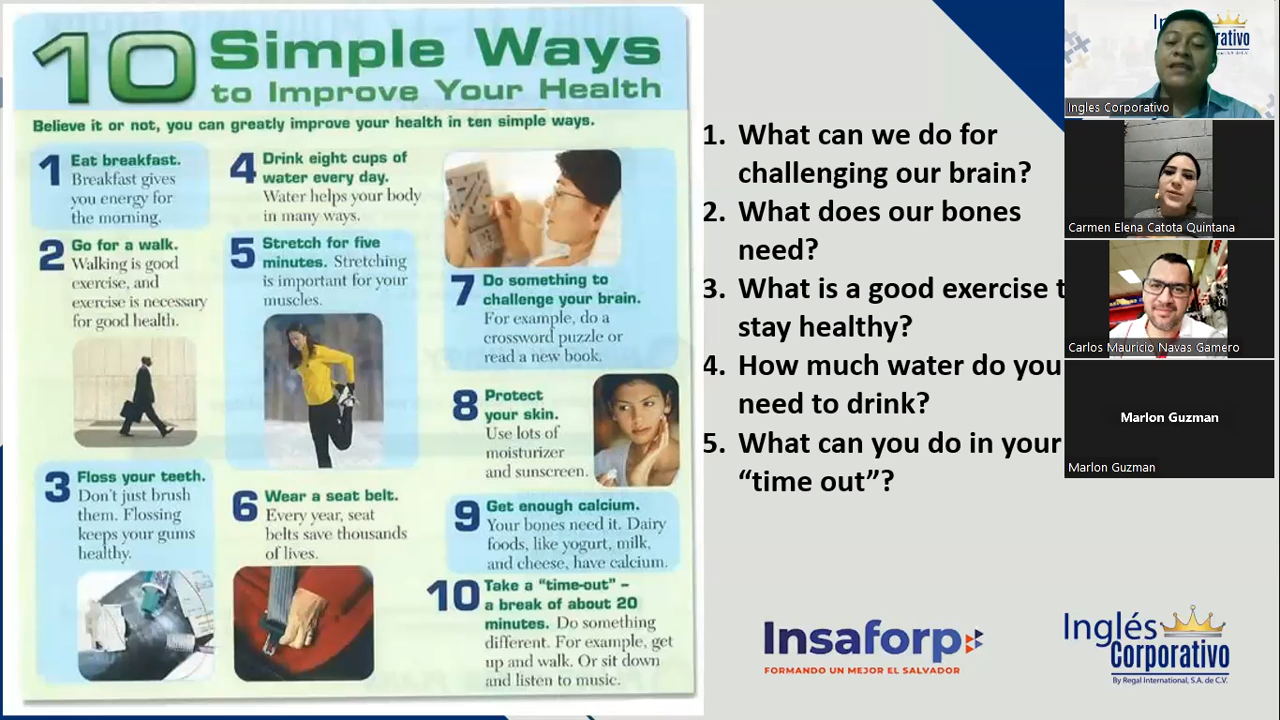 10 Simple Ways
to Improve Your Health
Believe it or not, you can greatly improve your health in ten simple ways.
1 Eat breakfast.
Breakfast gives
you energy for
the morning.
2 Go for a walk.
Walking is good
exercise, and
exercise is necessary
for good health.
3 Floss your teeth.
Don't just brush
them. Flossing
keeps your gums
healthy.
4 Drink eight cups of
water every day.
Water helps your body
in many ways.
5 Stretch for five
minutes. Stretching
is important for your
muscles.
6 Wear a seat belt.
Every year, seat
belts save thousands
of lives.
7 Do something to
challenge your brain.
For example, do a
crossword puzzle or
read a new book.
8 Protect
your skin.
Use lots of
moisturizer
and sunscreen.
9 Get enough calcium.
Your bones need it. Dairy
foods, like yogurt, milk,
and cheese, have calcium.
10 Take a “time-out” –
a break of about 20
minutes. Do something
different. For example, get
up and walk. Or sit down
and listen to music.
1. What can we do for
challenging our brain?
2. What does our bones
need?
3. What is a good exercise t
stay healthy?
4. How much water do you
need to drink?
5. What can you do in your
“time out”?
Insaforp
FORMANDO UN MEJOR EL SALVADOR
Inglés
Corporativo
By Regal International, S.A. de C.V.
Ingles Corporativo
Carmen Elena Catota Quintana
Carlos Mauricio Navas Gamero
Marlon Guzman
Marlon Guzman